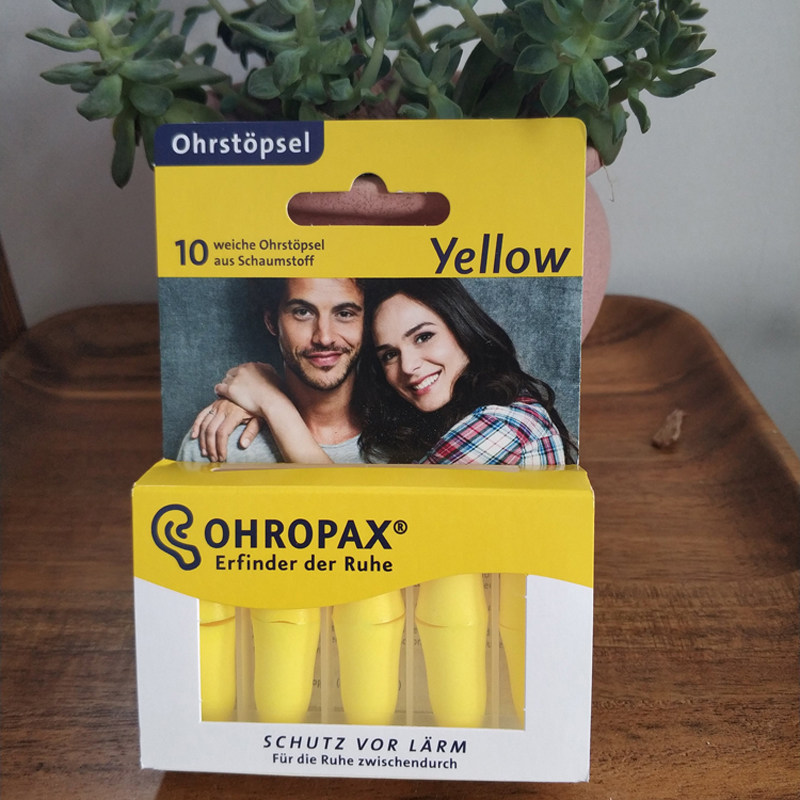 Ohrstöpsel
10 weiche Ohrstöpsel
aus Schaumstoff
Yellow
OHROPAX®
Erfinder der Ruhe
SCHUTZ VOR LÄRM
Für die Ruhe zwischendurch